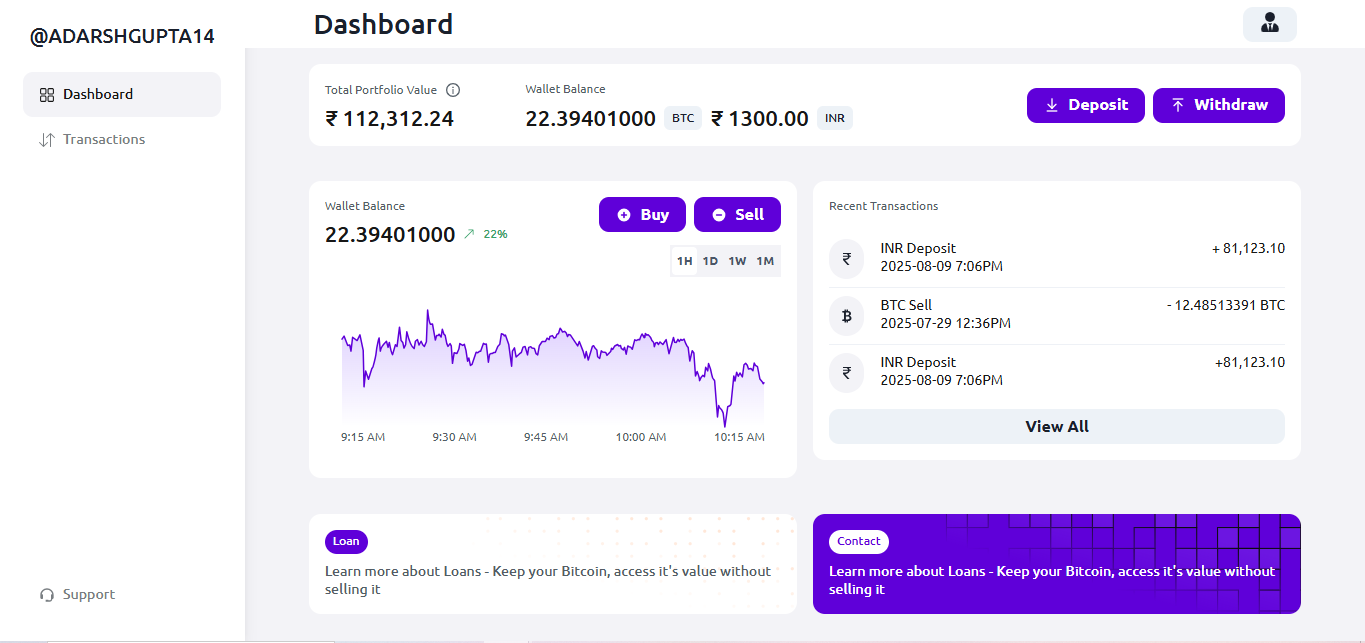 @ADARSHGUPTA14
Dashboard
Transactions
Support
Dashboard
Total Portfolio Value
₹ 112,312.24
Wallet Balance
22.39401000 BTC ₹ 1300.00 INR
Deposit
Withdraw
Wallet Balance
22.39401000 22%
Buy
Sell
1H 1D 1W 1M
9:15 AM 9:30 AM 9:45 AM 10:00 AM 10:15 AM
Recent Transactions
₹
INR Deposit + 81,123.10
2025-08-09 7:06PM
BTC Sell - 12.48513391 BTC
2025-07-29 12:36PM
₹
INR Deposit +81,123.10
2025-08-09 7:06PM
View All
Loan
Learn more about Loans - Keep your Bitcoin, access it's value without
selling it
Contact
Learn more about Loans - Keep your Bitcoin, access it's value without
selling it